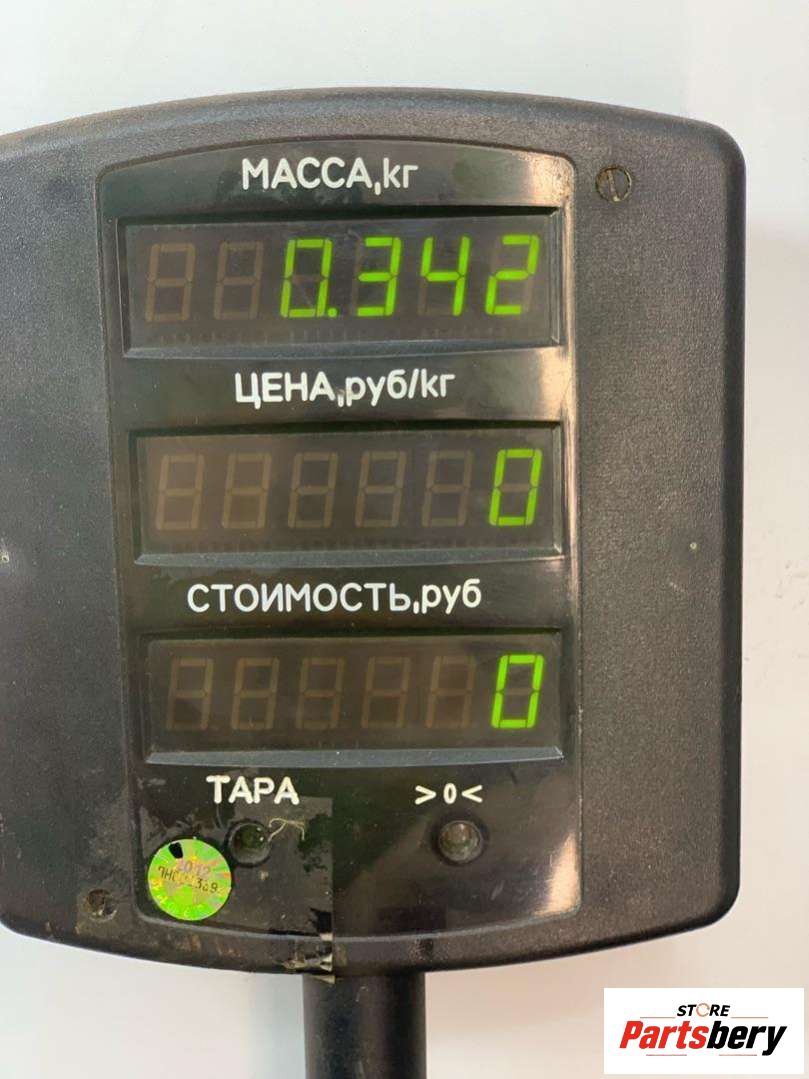 МАССА,кг
0.342
ЦЕНА,руб/кг
0
СТОИМОСТЬ,руб
0
ТАРА >0<
STORE
Partsbery